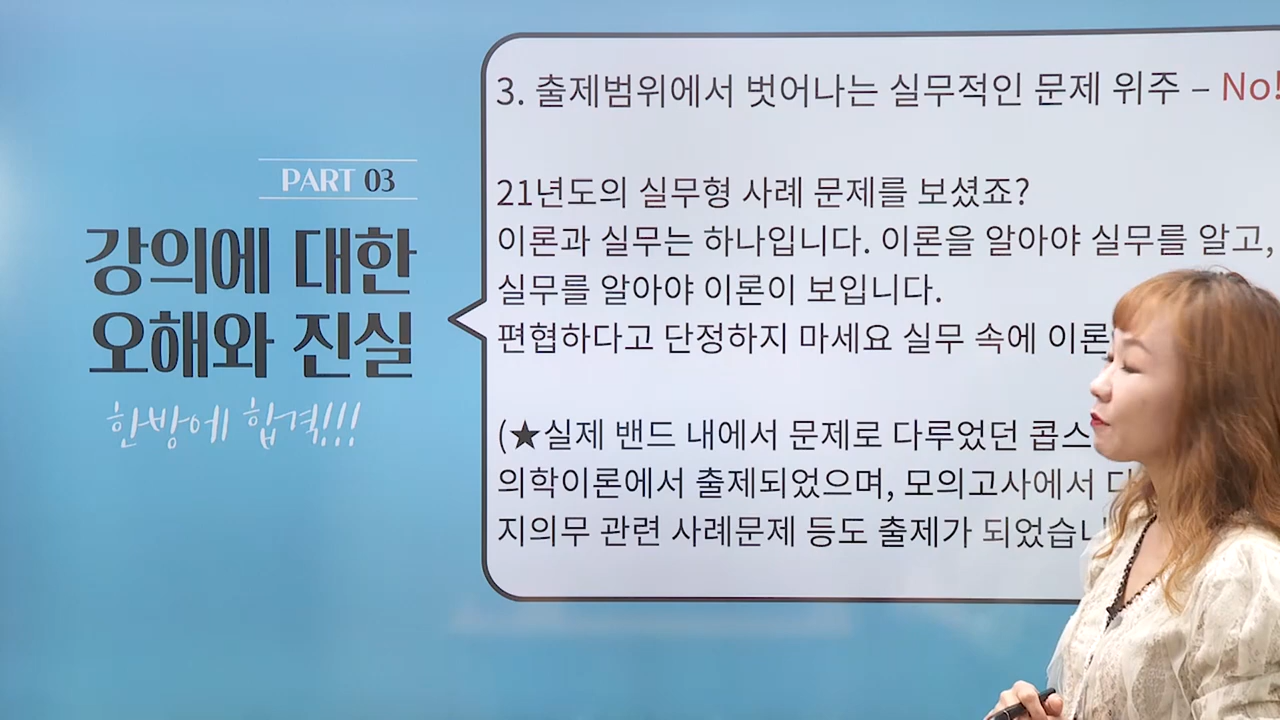 PART 03
강의에 대한
오해와 진실
한방에 합격!!!
3. 출제범위에서 벗어나는 실무적인 문제 위주 – No!
21년도의 실무형 사례 문제를 보셨죠?
이론과 실무는 하나입니다. 이론을 알아야 실무를 알고,
실무를 알아야 이론이 보입니다.
편협하다고 단정하지 마세요 실무 속에 이론
(★실제 밴드 내에서 문제로 다루었던 콥스
의학이론에서 출제되었으며, 모의고사에서
지의무 관련 사례문제 등도 출제가